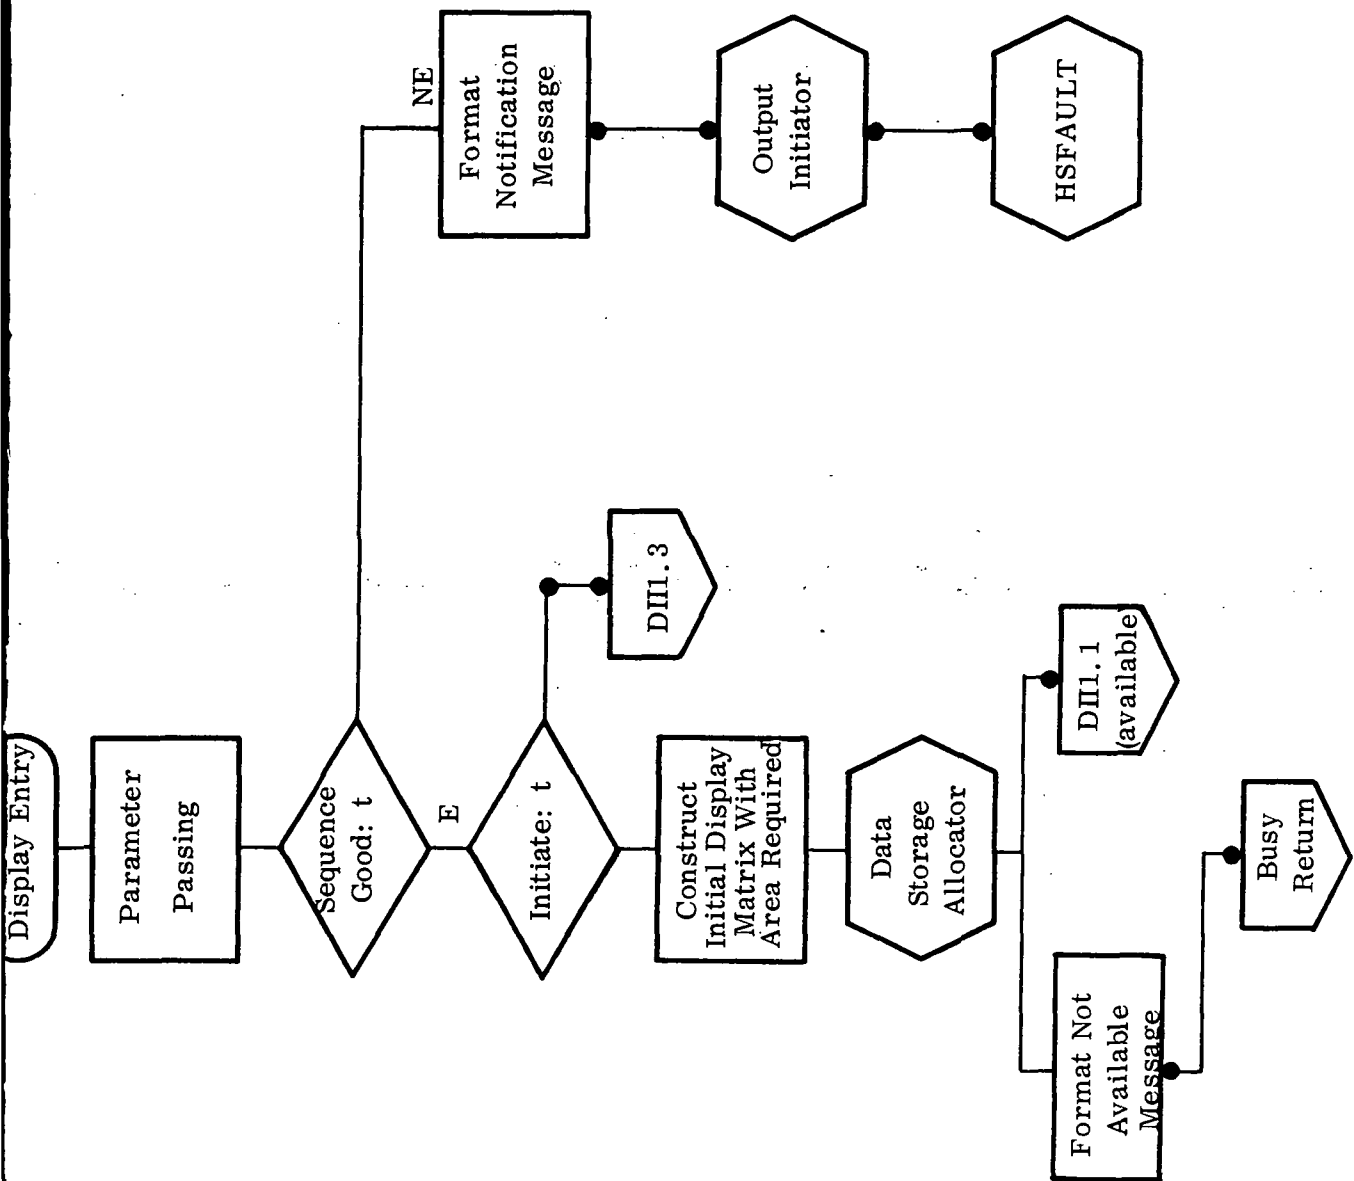 Display Entry
Parameter
Passing
Sequence
Good: t
NE
E
Format
Notification
Message
Output
Initiator
HSFAULT
Initiate: t
DII1.3
Construct
Initial Display
Matrix With
Area Required
Data
Storage
Allocator
DII1.1
(available)
Format Not
Available
Message
Busy
Return